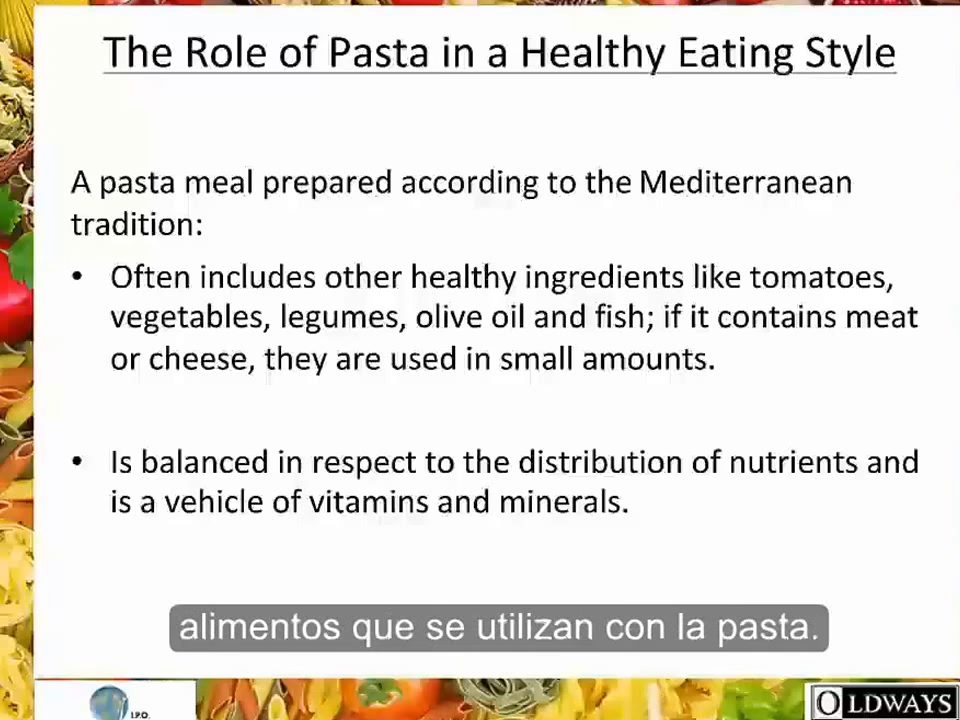 The Role of Pasta in a Healthy Eating Style
A pasta meal prepared according to the Mediterranean
tradition:
• Often includes other healthy ingredients like tomatoes,
vegetables, legumes, olive oil and fish; if it contains meat
or cheese, they are used in small amounts.
• Is balanced in respect to the distribution of nutrients and
is a vehicle of vitamins and minerals.
alimentos que se utilizan con la pasta.
I.P.O.
OLDWAYS